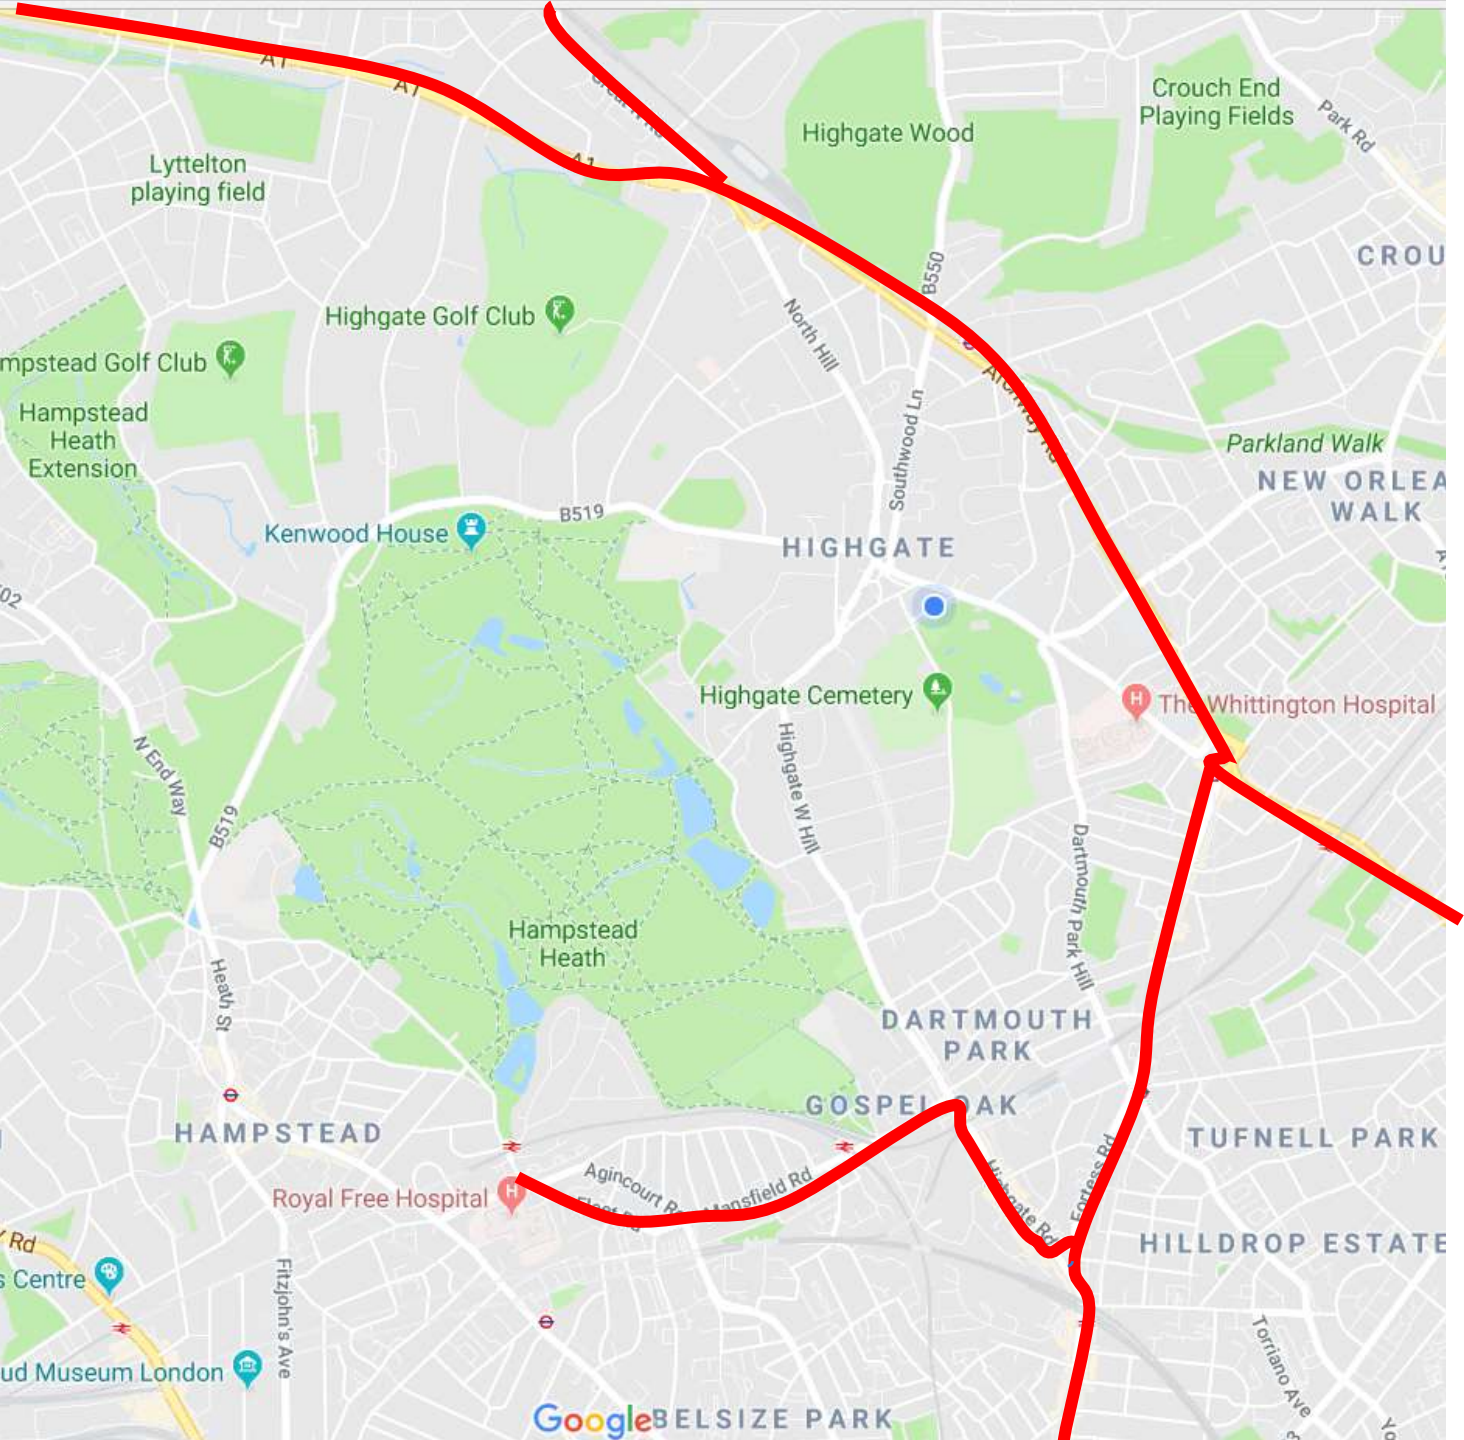 A1
A1
A1
Highgate Wood
Crouch End
Playing Fields
Park Rd
Lyttelton
playing field
CROU
B550
Highgate Golf Club
North Hill
mpstead Golf Club
Hampstead
Heath
Extension
Southwood Ln
Parkland Walk
NEW ORLEA
WALK
Kenwood House
B519
HIGHGATE
Highgate Cemetery
The Whittington Hospital
N End Way
B519
Highgate W Hill
Dartmouth Park Hill
Hampstead
Heath
Heath St
DARTMOUTH
PARK
GOSPEL OAK
HAMPSTEAD
TUFNELL PARK
Agincourt
Mansfield Rd
Highgate Rd
Fortess Rd
Royal Free Hospital
Rd
HILLDROP ESTATE
s Centre
Fitzjohn's Ave
Torriano Ave
ud Museum London
Google
BELSIZE PARK